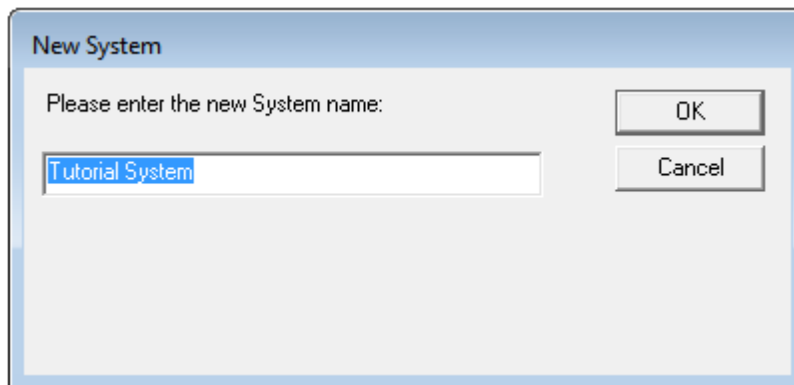 New System
Please enter the new System name:
OK
Tutorial System
Cancel